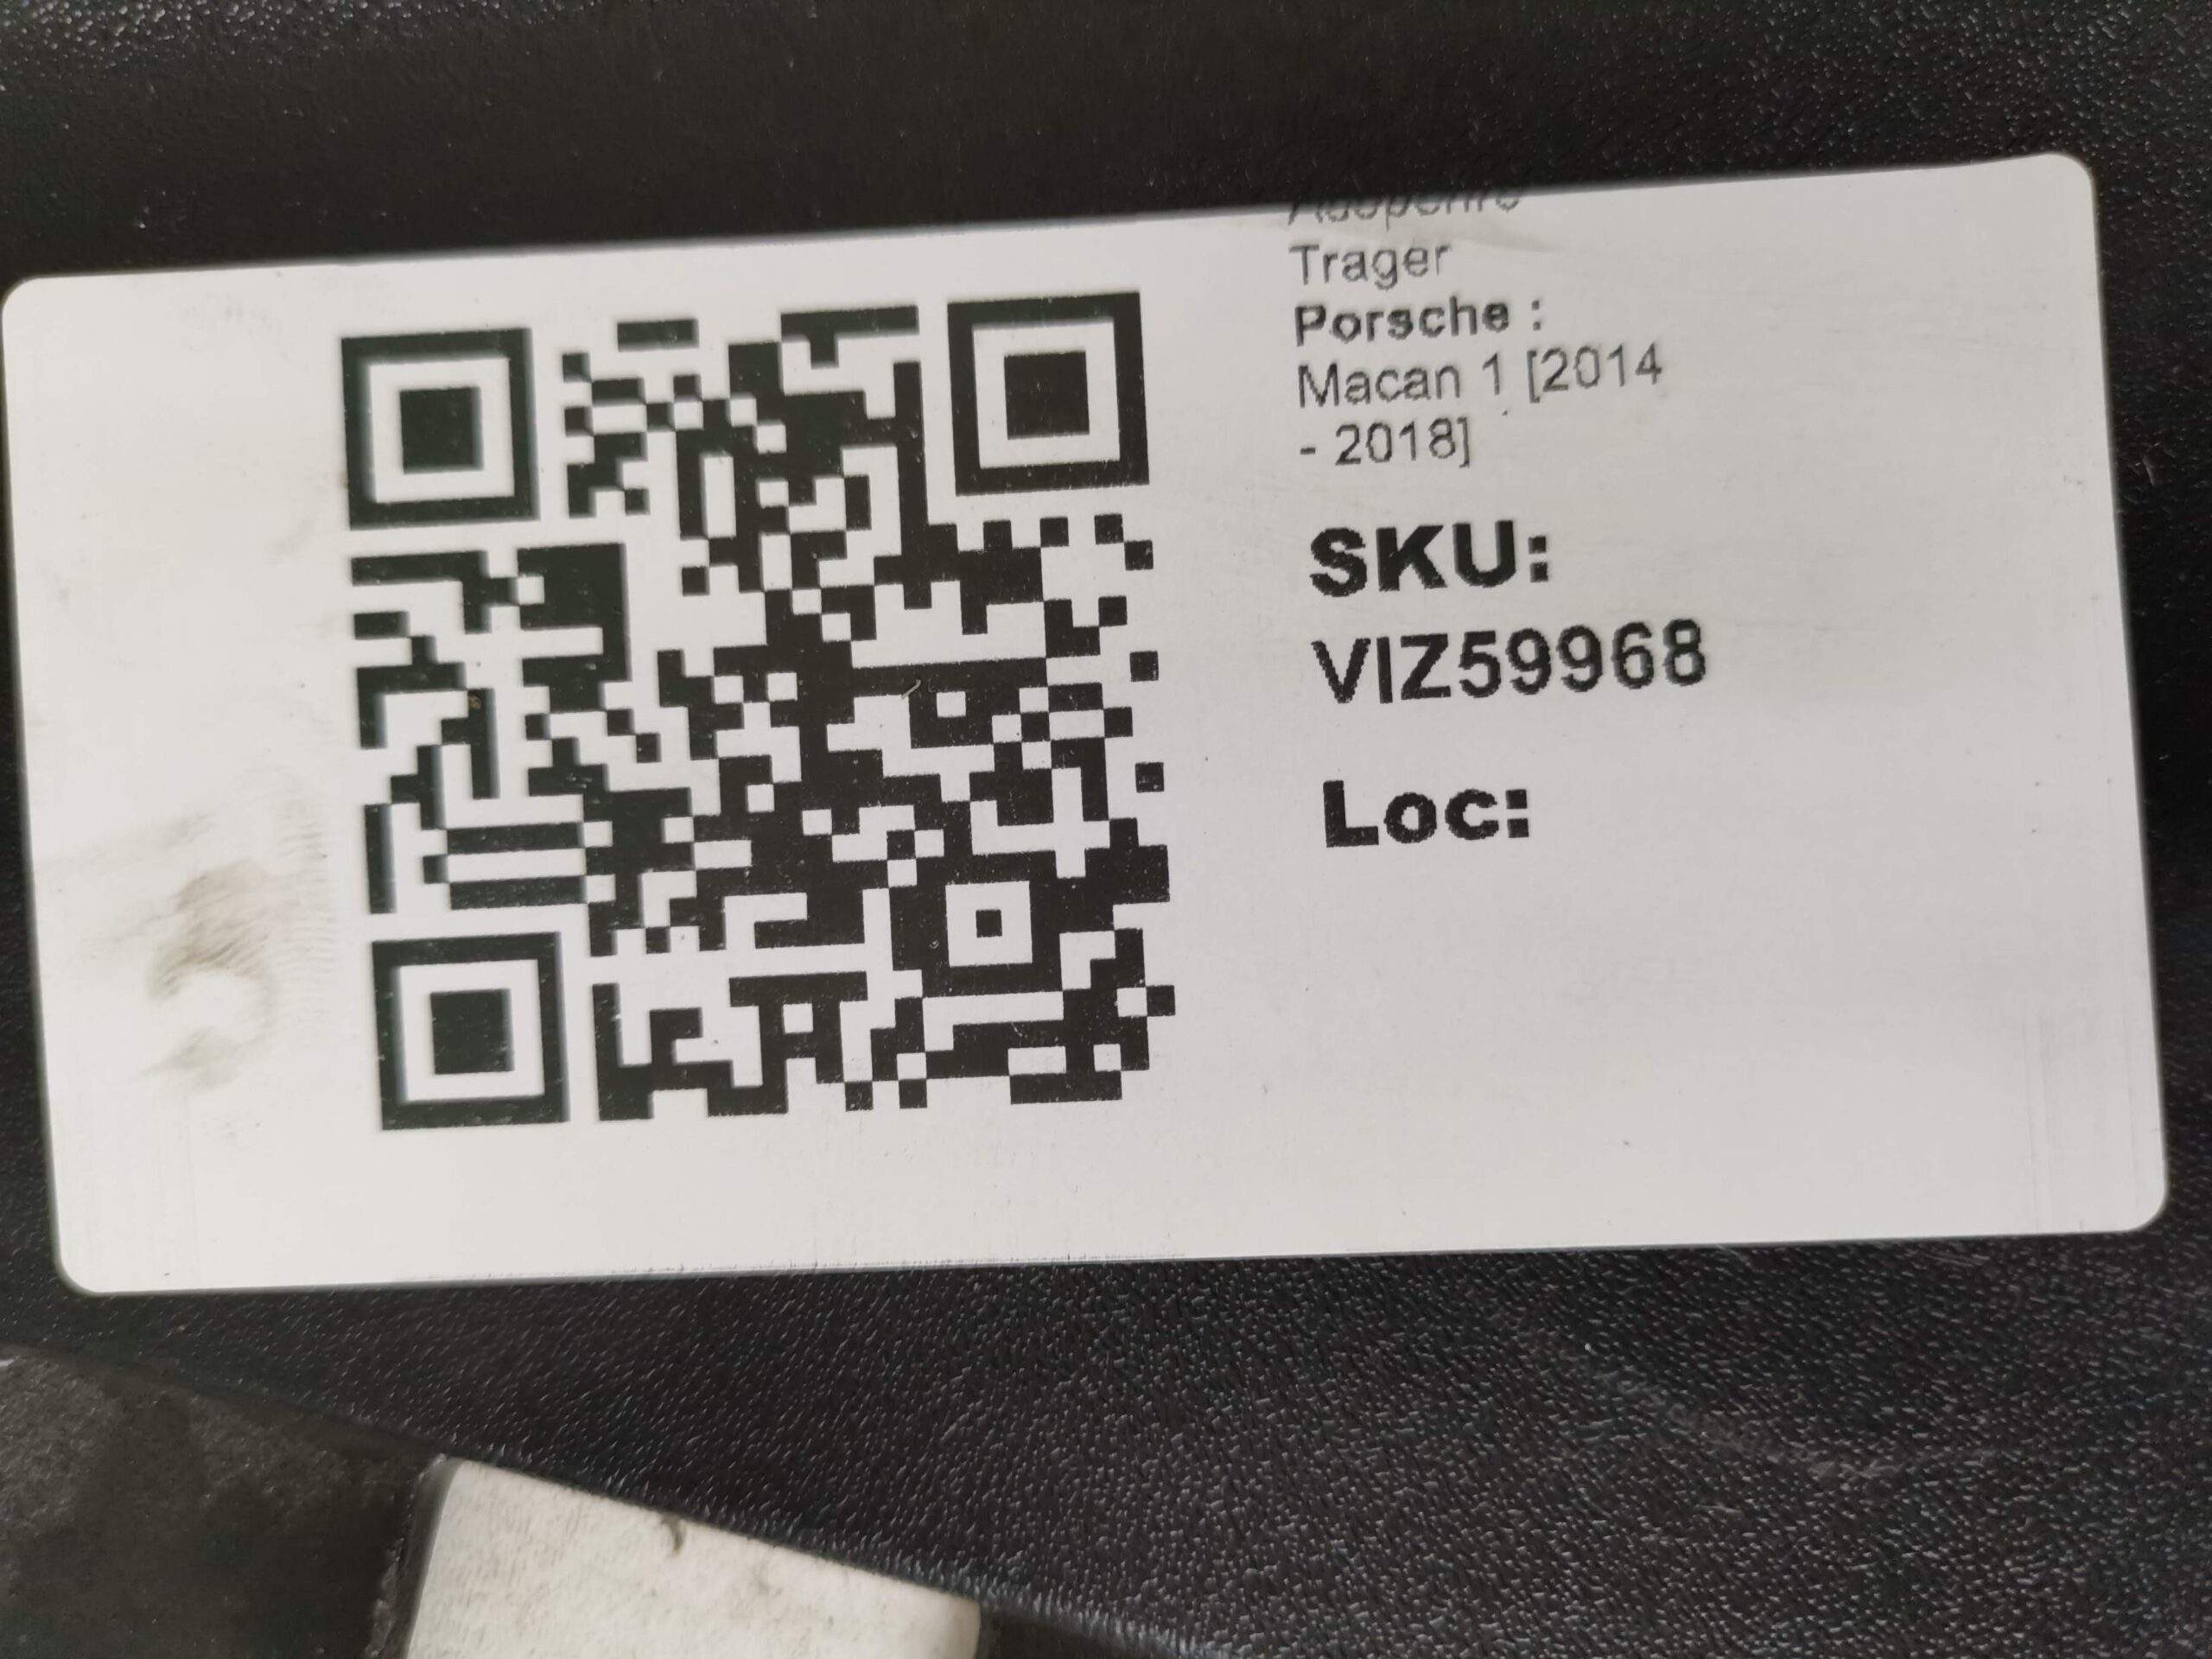 Trager
Porsche :
Macan 1 [2014
- 2018]
SKU:
VIZ59968
Loc: